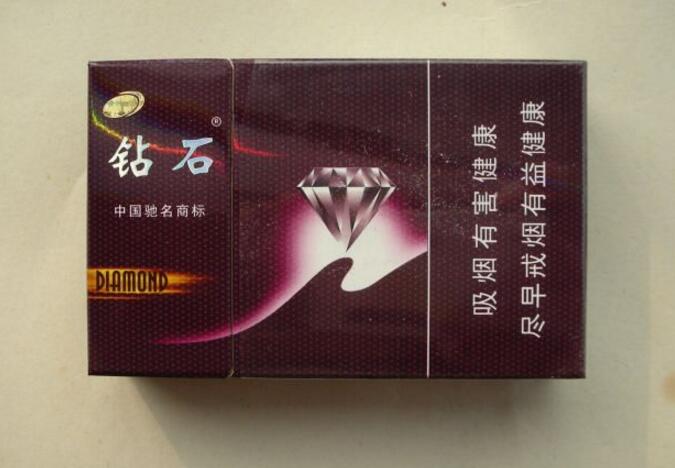 钻石®
中国驰名商标
DIAMOND
吸烟有害健康
尽早戒烟有益健康